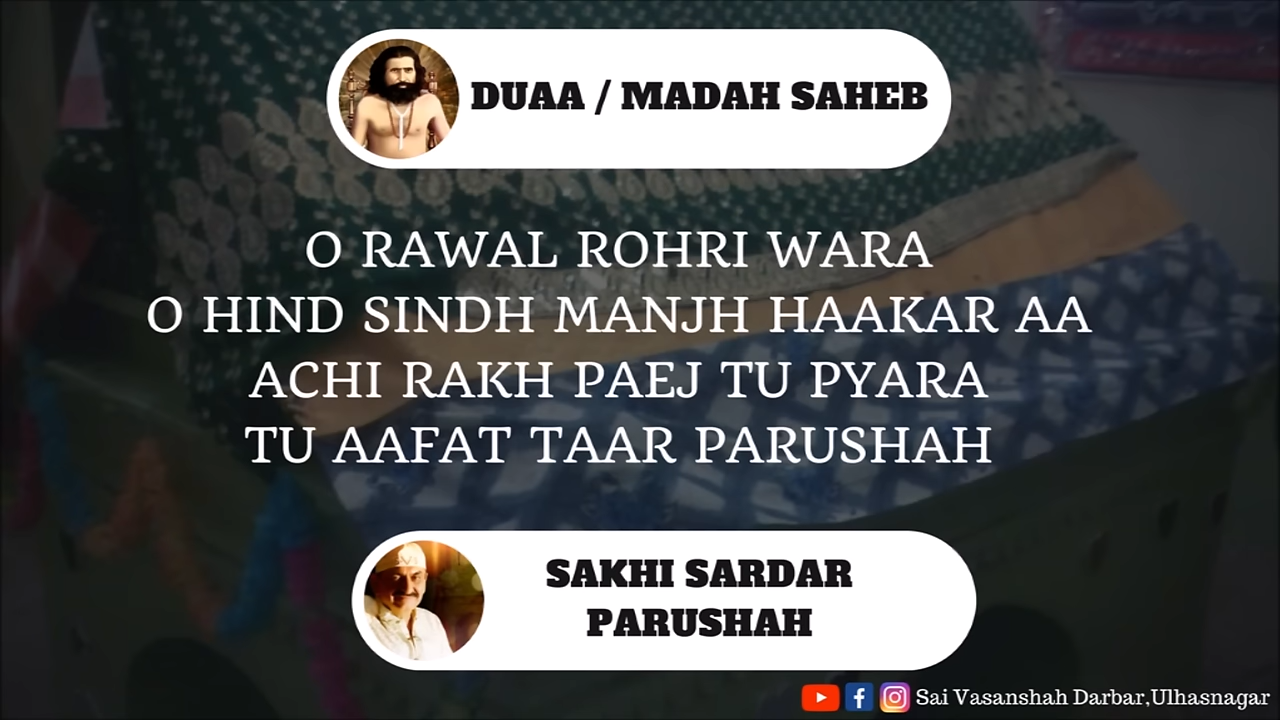 DUAA / MADAH SAHEB
O RAWAL ROHRI WARA
O HIND SINDH MANJH HAAKAR AA
ACHI RAKH PAEJ TU PYARA
TU AAFAT TAAR PARUSHAH
SAKHI SARDAR
PARUSHAH
Sai Vasanshah Darbar,Ulhasnagar